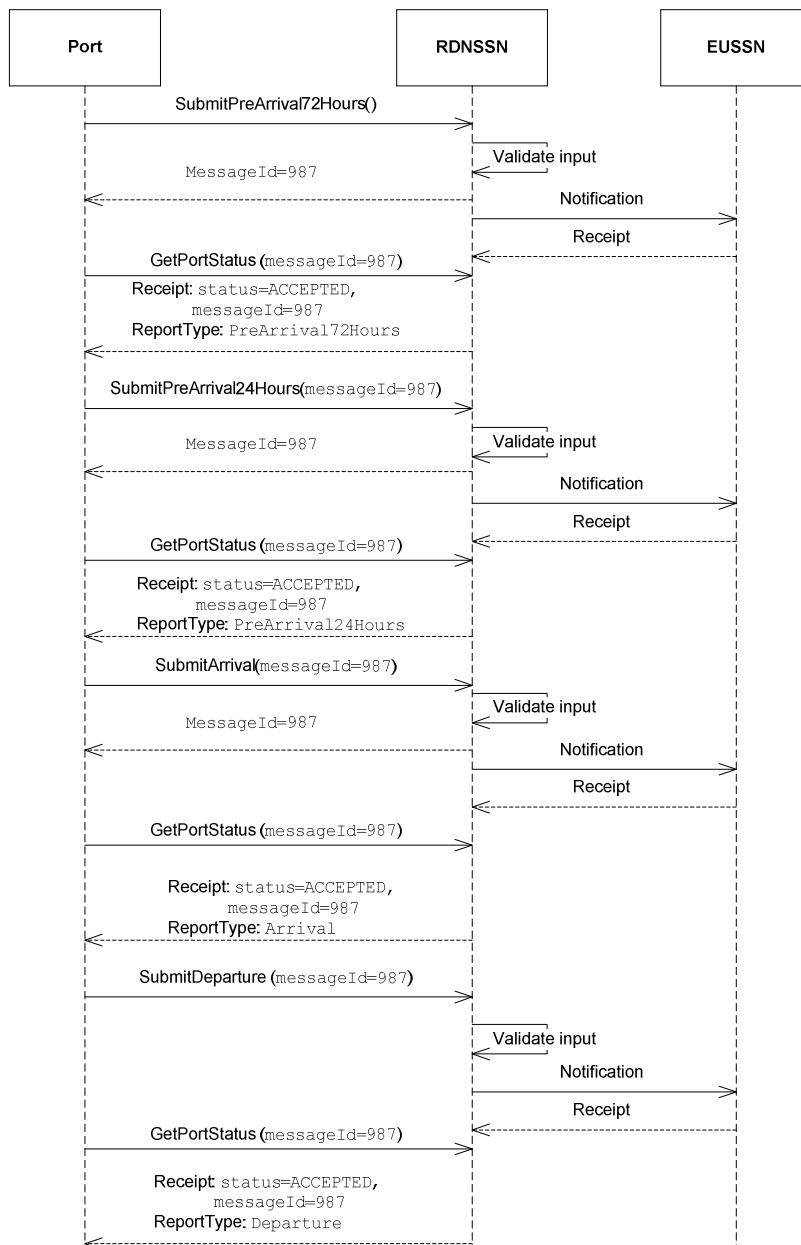 Port
RDNSSN
EUSSN
SubmitPreArrival72Hours()
Validate input
MessageId=987
Notification
Receipt
GetPortStatus (messageId=987)
Receipt: status=ACCEPTED,
messageId=987
ReportType: PreArrival72Hours
SubmitPreArrival24Hours(messageId=987)
Validate input
MessageId=987
Notification
Receipt
GetPortStatus (messageId=987)
Receipt: status=ACCEPTED,
messageId=987
ReportType: PreArrival24Hours
SubmitArrival(messageId=987)
Validate input
MessageId=987
Notification
Receipt
GetPortStatus (messageId=987)
Receipt: status=ACCEPTED,
messageId=987
ReportType: Arrival
SubmitDeparture (messageId=987)
Validate input
Notification
Receipt
GetPortStatus (messageId=987)
Receipt: status=ACCEPTED,
messageId=987
ReportType: Departure